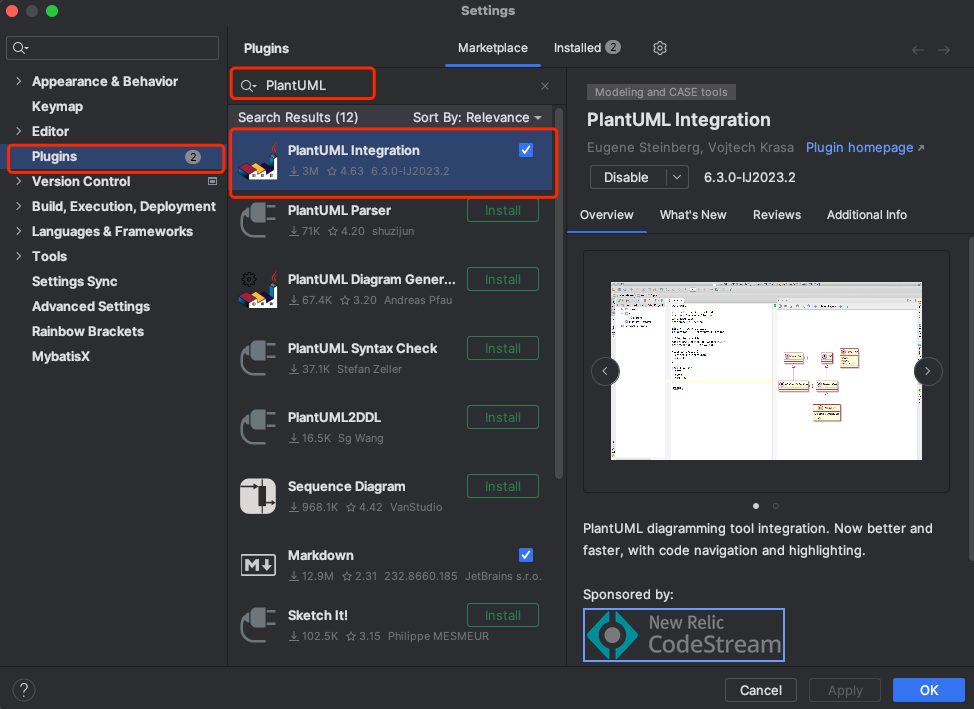 Settings
Appearance & Behavior
Keymap
Editor
Plugins 2
Version Control
Build, Execution, Deployment
Languages & Frameworks
Tools
Settings Sync
Advanced Settings
Rainbow Brackets
MybatisX
Plugins
Marketplace
Installed 2
PlantUML
Search Results (12) Sort By: Relevance
PlantUML Integration
3M 4.63 6.3.0-IJ2023.2
PlantUML Parser Install
71K 4.20 shuzijun
PlantUML Diagram Gener... Install
67.4K 3.20 Andreas Pfau
PlantUML Syntax Check Install
37.1K Stefan Zeller
PlantUML2DDL Install
16.5K Sg Wang
Sequence Diagram Install
968.1K 4.42 VanStudio
Markdown
12.9M 2.31 232.8660.185 JetBrains s.r.o.
Sketch It! Install
102.5K 3.15 Philippe MESMEUR
Modeling and CASE tools
PlantUML Integration
Eugene Steinberg, Vojtech Krasa Plugin homepage
Disable 6.3.0-IJ2023.2
Overview What's New Reviews Additional Info
PlantUML diagramming tool integration. Now better and
faster, with code navigation and highlighting.
Sponsored by:
New Relic
CodeStream
? Cancel Apply OK